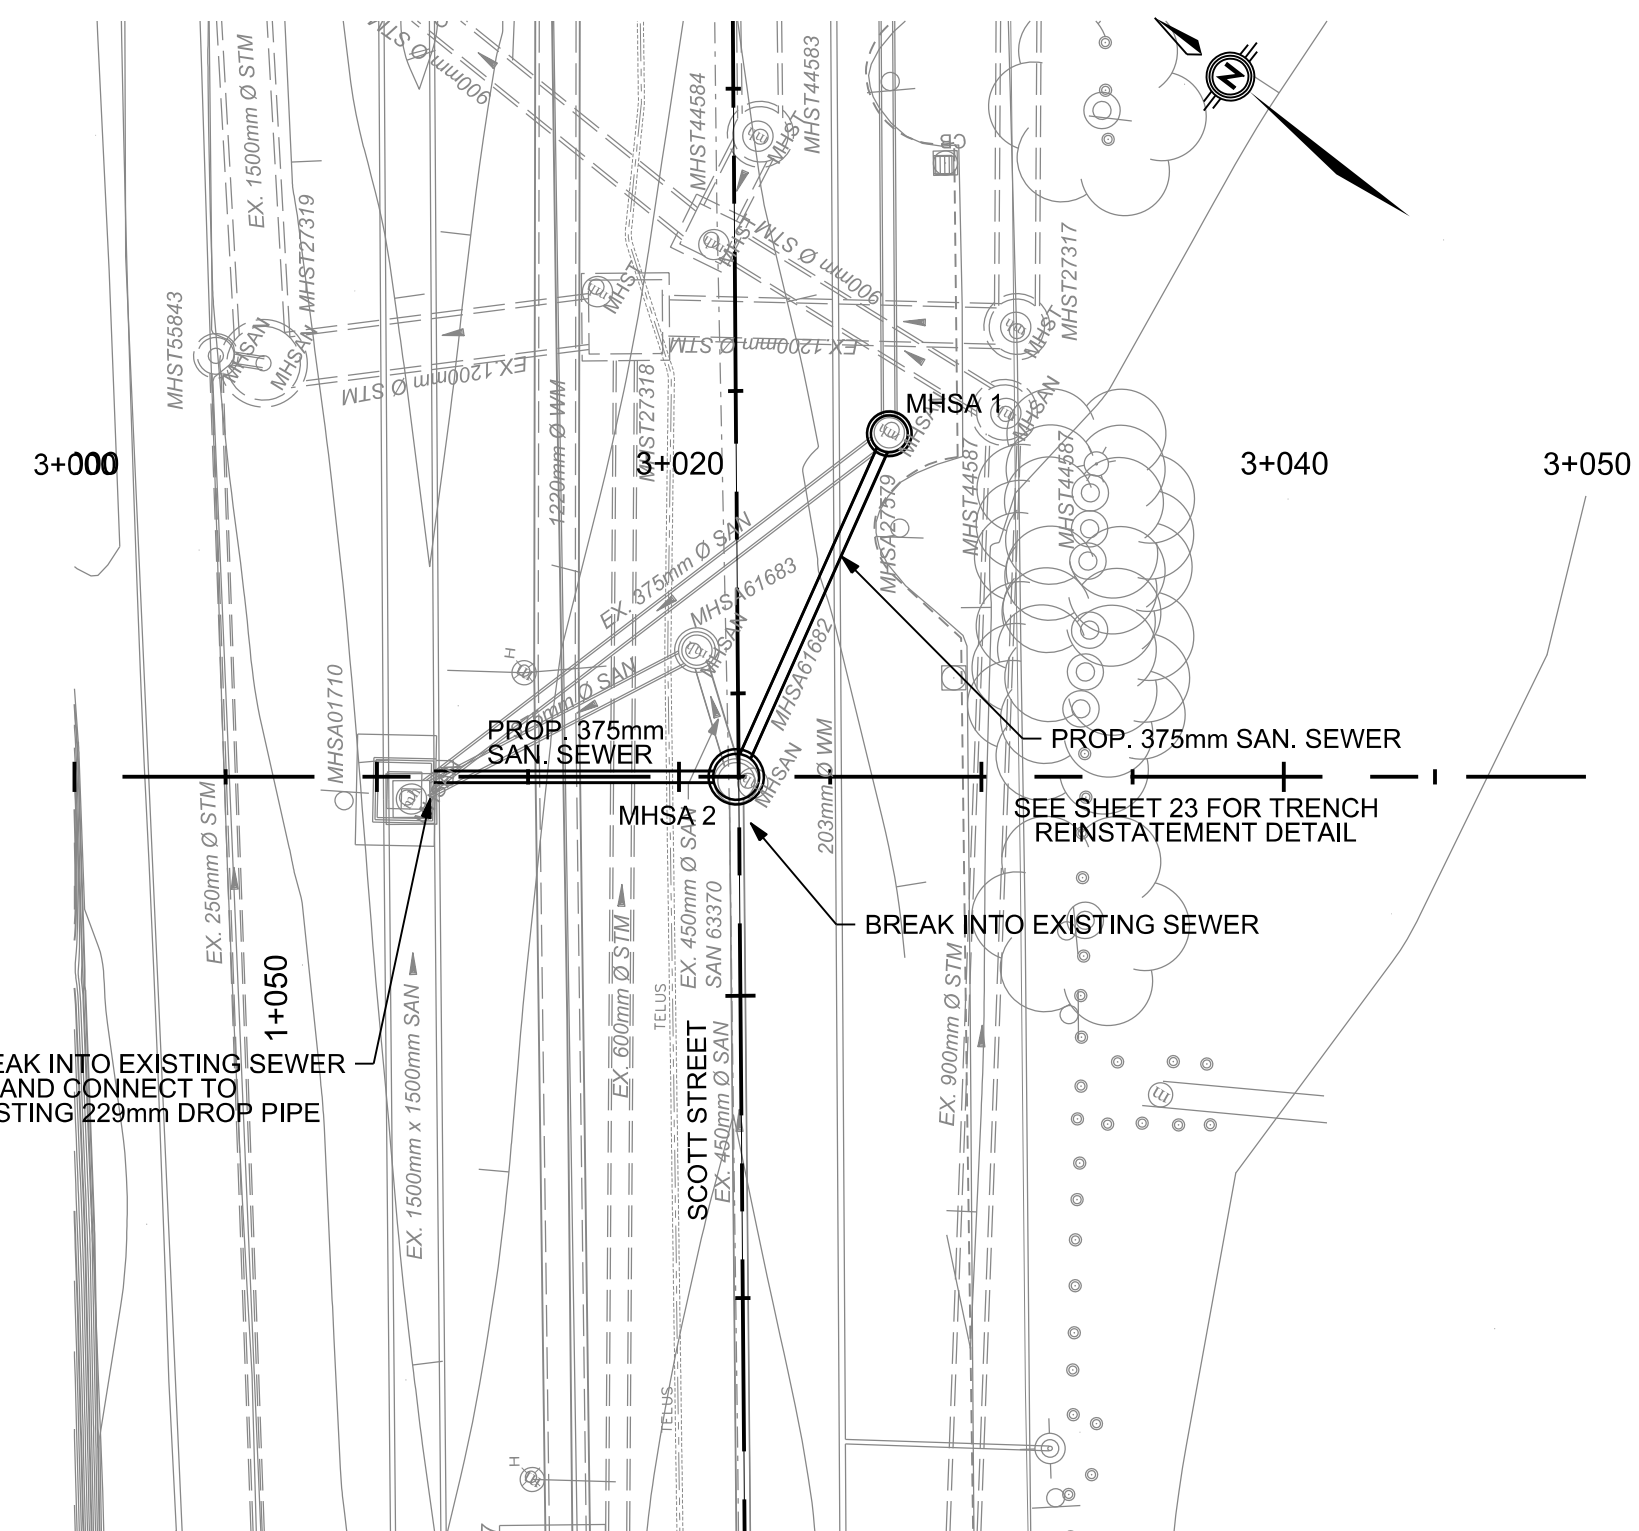 900mm Ø STM
EX. 1500mm Ø STM
MHST44584
MHST44583
MHST
CB
N
MHST27319
MHST
900mm Ø STM
MHST27317
MHST55843
MHST
MHST
MHSAN
MHSAN
EX.1200mm Ø STM
EX.1200mm Ø STM
1220mm Ø WM
MHST27318
MHSA 1
MHSAN
MHSAN
3+000
3+020
3+040
3+050
MHSA27579
MHST44587
MHST44587
EX. 375mm Ø SAN
MHSA61683
MHSAN
H
MHSA61682
MHSA01710
PROP. 375mm
SAN. SEWER
PROP. 375mm SAN. SEWER
203mm Ø WM
MHSAN
MHSA 2
SEE SHEET 23 FOR TRENCH
REINSTATEMENT DETAIL
EX. 250mm Ø STM
EX. 450mm Ø SAN
SAN 63370
BREAK INTO EXISTING SEWER
EX. 600mm Ø STM
EX. 900mm Ø STM
1+050
TELUS
EX. 1500mm x 1500mm SAN
SCOTT STREET
EX. 450mm Ø SAN
EAK INTO EXISTING SEWER
AND CONNECT TO
STING 229mm DROP PIPE
TELUS
H